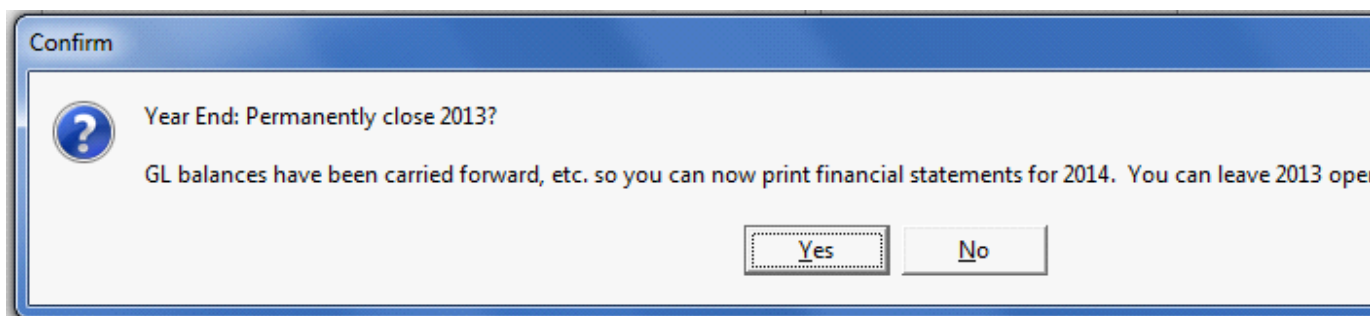 Confirm
Year End: Permanently close 2013?
GL balances have been carried forward, etc. so you can now print financial statements for 2014. You can leave 2013
Yes
No